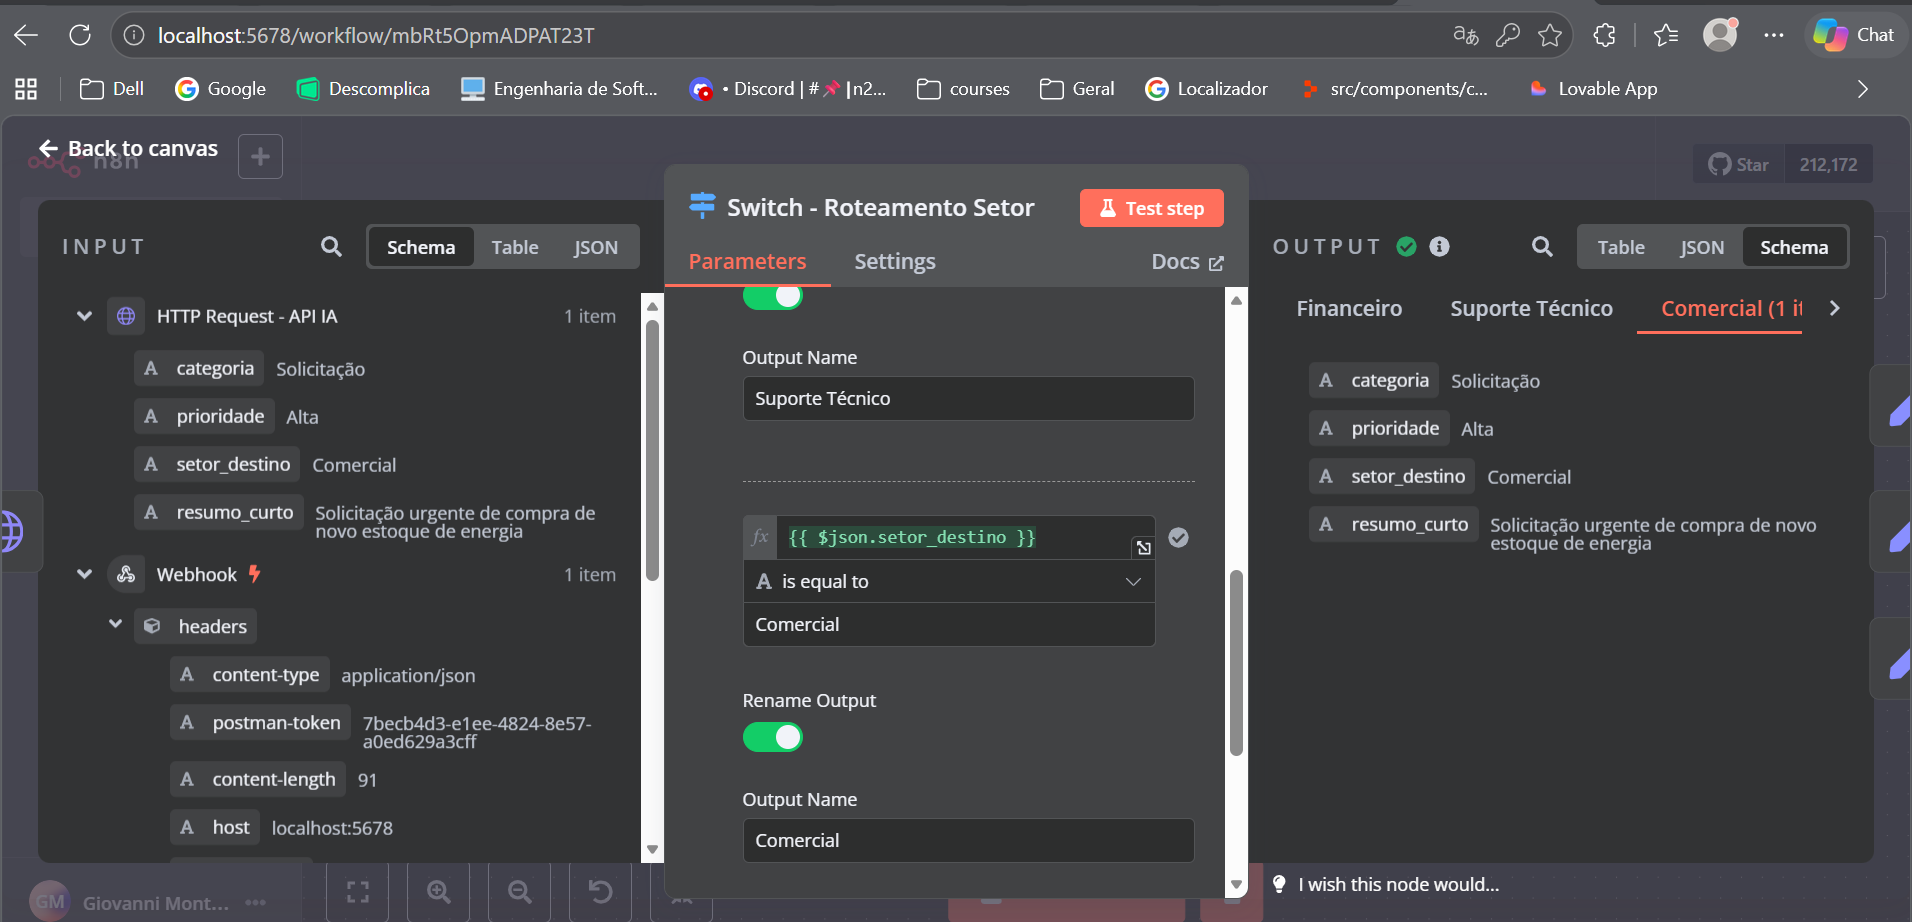 localhost:5678/workflow/mbRt5OpmADPAT23T
Chat
Dell
Google
Descomplica
Engenharia de Soft...
• Discord | #📌 |n2...
courses
Geral
Localizador
src/components/c...
Lovable App
Back to canvas
n8n
Star
212,172
INPUT
Schema
Table
JSON
HTTP Request - API IA
1 item
A categoria Solicitação
A prioridade Alta
A setor_destino Comercial
A resumo_curto Solicitação urgente de compra de
novo estoque de energia
Webhook
1 item
headers
A content-type application/json
A postman-token 7becb4d3-e1ee-4824-8e57-
a0ed629a3cff
A content-length 91
A host localhost:5678
GM Giovanni Mont... 
Switch - Roteamento Setor
Test step
Parameters
Settings
Docs
Output Name
Suporte Técnico
fx {{ $json.setor_destino }}
A is equal to
Comercial
Rename Output
Output Name
Comercial
OUTPUT
Table
JSON
Schema
Financeiro
Suporte Técnico
Comercial (1 it
A categoria Solicitação
A prioridade Alta
A setor_destino Comercial
A resumo_curto Solicitação urgente de compra de novo
estoque de energia
I wish this node would...